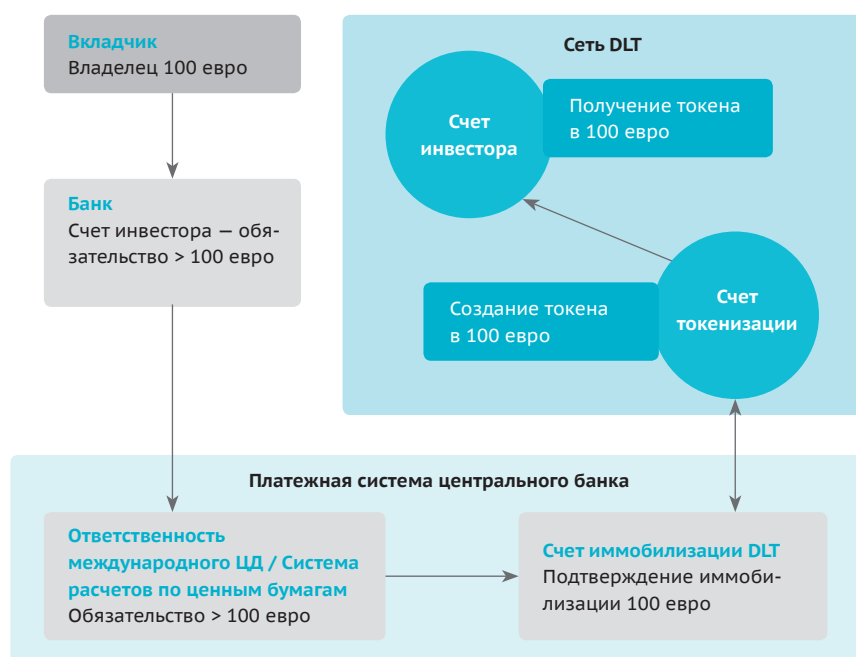 Вкладчик
Владелец 100 евро
Банк
Счет инвестора — обя-
зательство > 100 евро
Сеть DLT
Счет
инвестора
Получение токена
в 100 евро
Создание токена
в 100 евро
Счет
токенизации
Платежная система центрального банка
Ответственность
международного ЦД / Система
расчетов по ценным бумагам
Обязательство > 100 евро
Счет иммобилизации DLT
Подтверждение иммоби-
лизации 100 евро